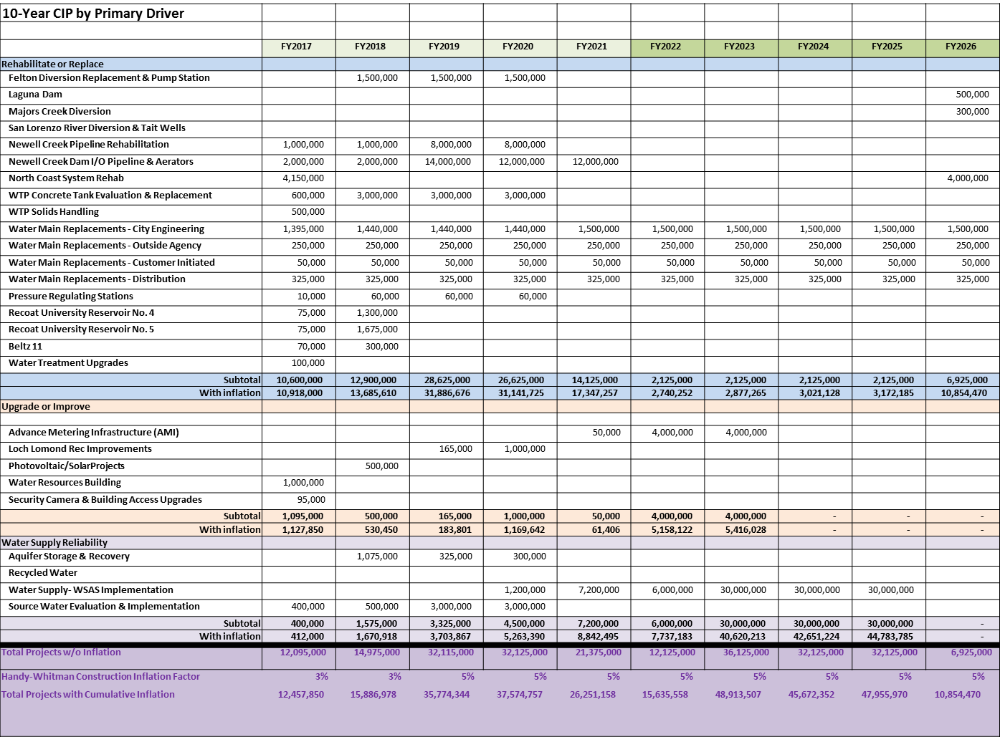 10-Year CIP by Primary Driver
FY2017 FY2018 FY2019 FY2020 FY2021 FY2022 FY2023 FY2024 FY2025 FY2026
Rehabilitate or Replace
Felton Diversion Replacement & Pump Station 1,500,000 1,500,000 1,500,000
Laguna Dam 500,000
Majors Creek Diversion 300,000
San Lorenzo River Diversion & Tait Wells
Newell Creek Pipeline Rehabilitation 1,000,000 1,000,000 8,000,000 8,000,000
Newell Creek Dam I/O Pipeline & Aerators 2,000,000 2,000,000 14,000,000 12,000,000 12,000,000
North Coast System Rehab 4,150,000 4,000,000
WTP Concrete Tank Evaluation & Replacement 600,000 3,000,000 3,000,000 3,000,000
WTP Solids Handling 500,000
Water Main Replacements - City Engineering 1,395,000 1,440,000 1,440,000 1,440,000 1,500,000 1,500,000 1,500,000 1,500,000 1,500,000 1,500,000
Water Main Replacements - Outside Agency 250,000 250,000 250,000 250,000 250,000 250,000 250,000 250,000 250,000 250,000
Water Main Replacements - Customer Initiated 50,000 50,000 50,000 50,000 50,000 50,000 50,000 50,000 50,000 50,000
Water Main Replacements - Distribution 325,000 325,000 325,000 325,000 325,000 325,000 325,000 325,000 325,000 325,000
Pressure Regulating Stations 10,000 60,000 60,000 60,000
Recoat University Reservoir No. 4 75,000 1,300,000
Recoat University Reservoir No. 5 75,000 1,675,000
Beltz 11 70,000 300,000
Water Treatment Upgrades 100,000
Subtotal 10,600,000 12,900,000 28,625,000 26,625,000 14,125,000 2,125,000 2,125,000 2,125,000 2,125,000 6,925,000
With inflation 10,918,000 13,685,610 31,886,676 31,141,725 17,347,257 2,740,252 2,877,265 3,021,128 3,172,185 10,854,470
Upgrade or Improve
Advance Metering Infrastructure (AMI) 50,000 4,000,000 4,000,000
Loch Lomond Rec Improvements 165,000 1,000,000
Photovoltaic/SolarProjects 500,000
Water Resources Building 1,000,000
Security Camera & Building Access Upgrades 95,000
Subtotal 1,095,000 500,000 165,000 1,000,000 50,000 4,000,000 4,000,000 - - -
With inflation 1,127,850 530,450 183,801 1,169,642 61,406 5,158,122 5,416,028 - - -
Water Supply Reliability
Aquifer Storage & Recovery 1,075,000 325,000 300,000
Recycled Water
Water Supply- WSAS Implementation 1,200,000 7,200,000 6,000,000 30,000,000 30,000,000 30,000,000
Source Water Evaluation & Implementation 400,000 500,000 3,000,000 3,000,000
Subtotal 400,000 1,575,000 3,325,000 4,500,000 7,200,000 6,000,000 30,000,000 30,000,000 30,000,000 -
With inflation 412,000 1,670,918 3,703,867 5,263,390 8,842,495 7,737,183 40,620,213 42,651,224 44,783,785 -
Total Projects w/o Inflation 12,095,000 14,975,000 32,115,000 32,125,000 21,375,000 12,125,000 36,125,000 32,125,000 32,125,000 6,925,000
Handy-Whitman Construction Inflation Factor 3% 3% 5% 5% 5% 5% 5% 5% 5% 5%
Total Projects with Cumulative Inflation 12,457,850 15,886,978 35,774,344 37,574,757 26,251,158 15,635,558 48,913,507 45,672,352 47,955,970 10,854,470